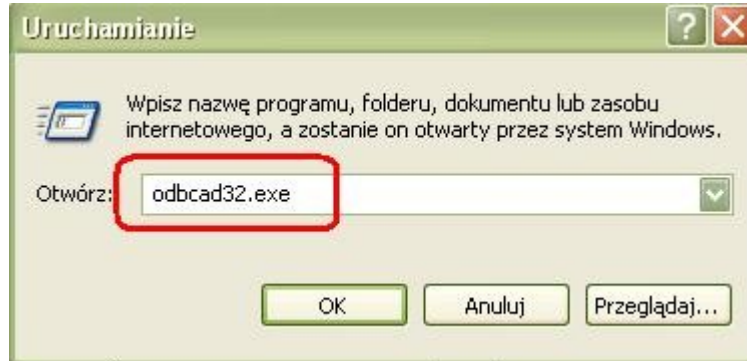 Uruchamianie
Wpisz nazwę programu, folderu, dokumentu lub zasobu
internetowego, a zostanie on otwarty przez system Windows.
Otwórz: odbcad32.exe
OK Anuluj Przeglądaj...